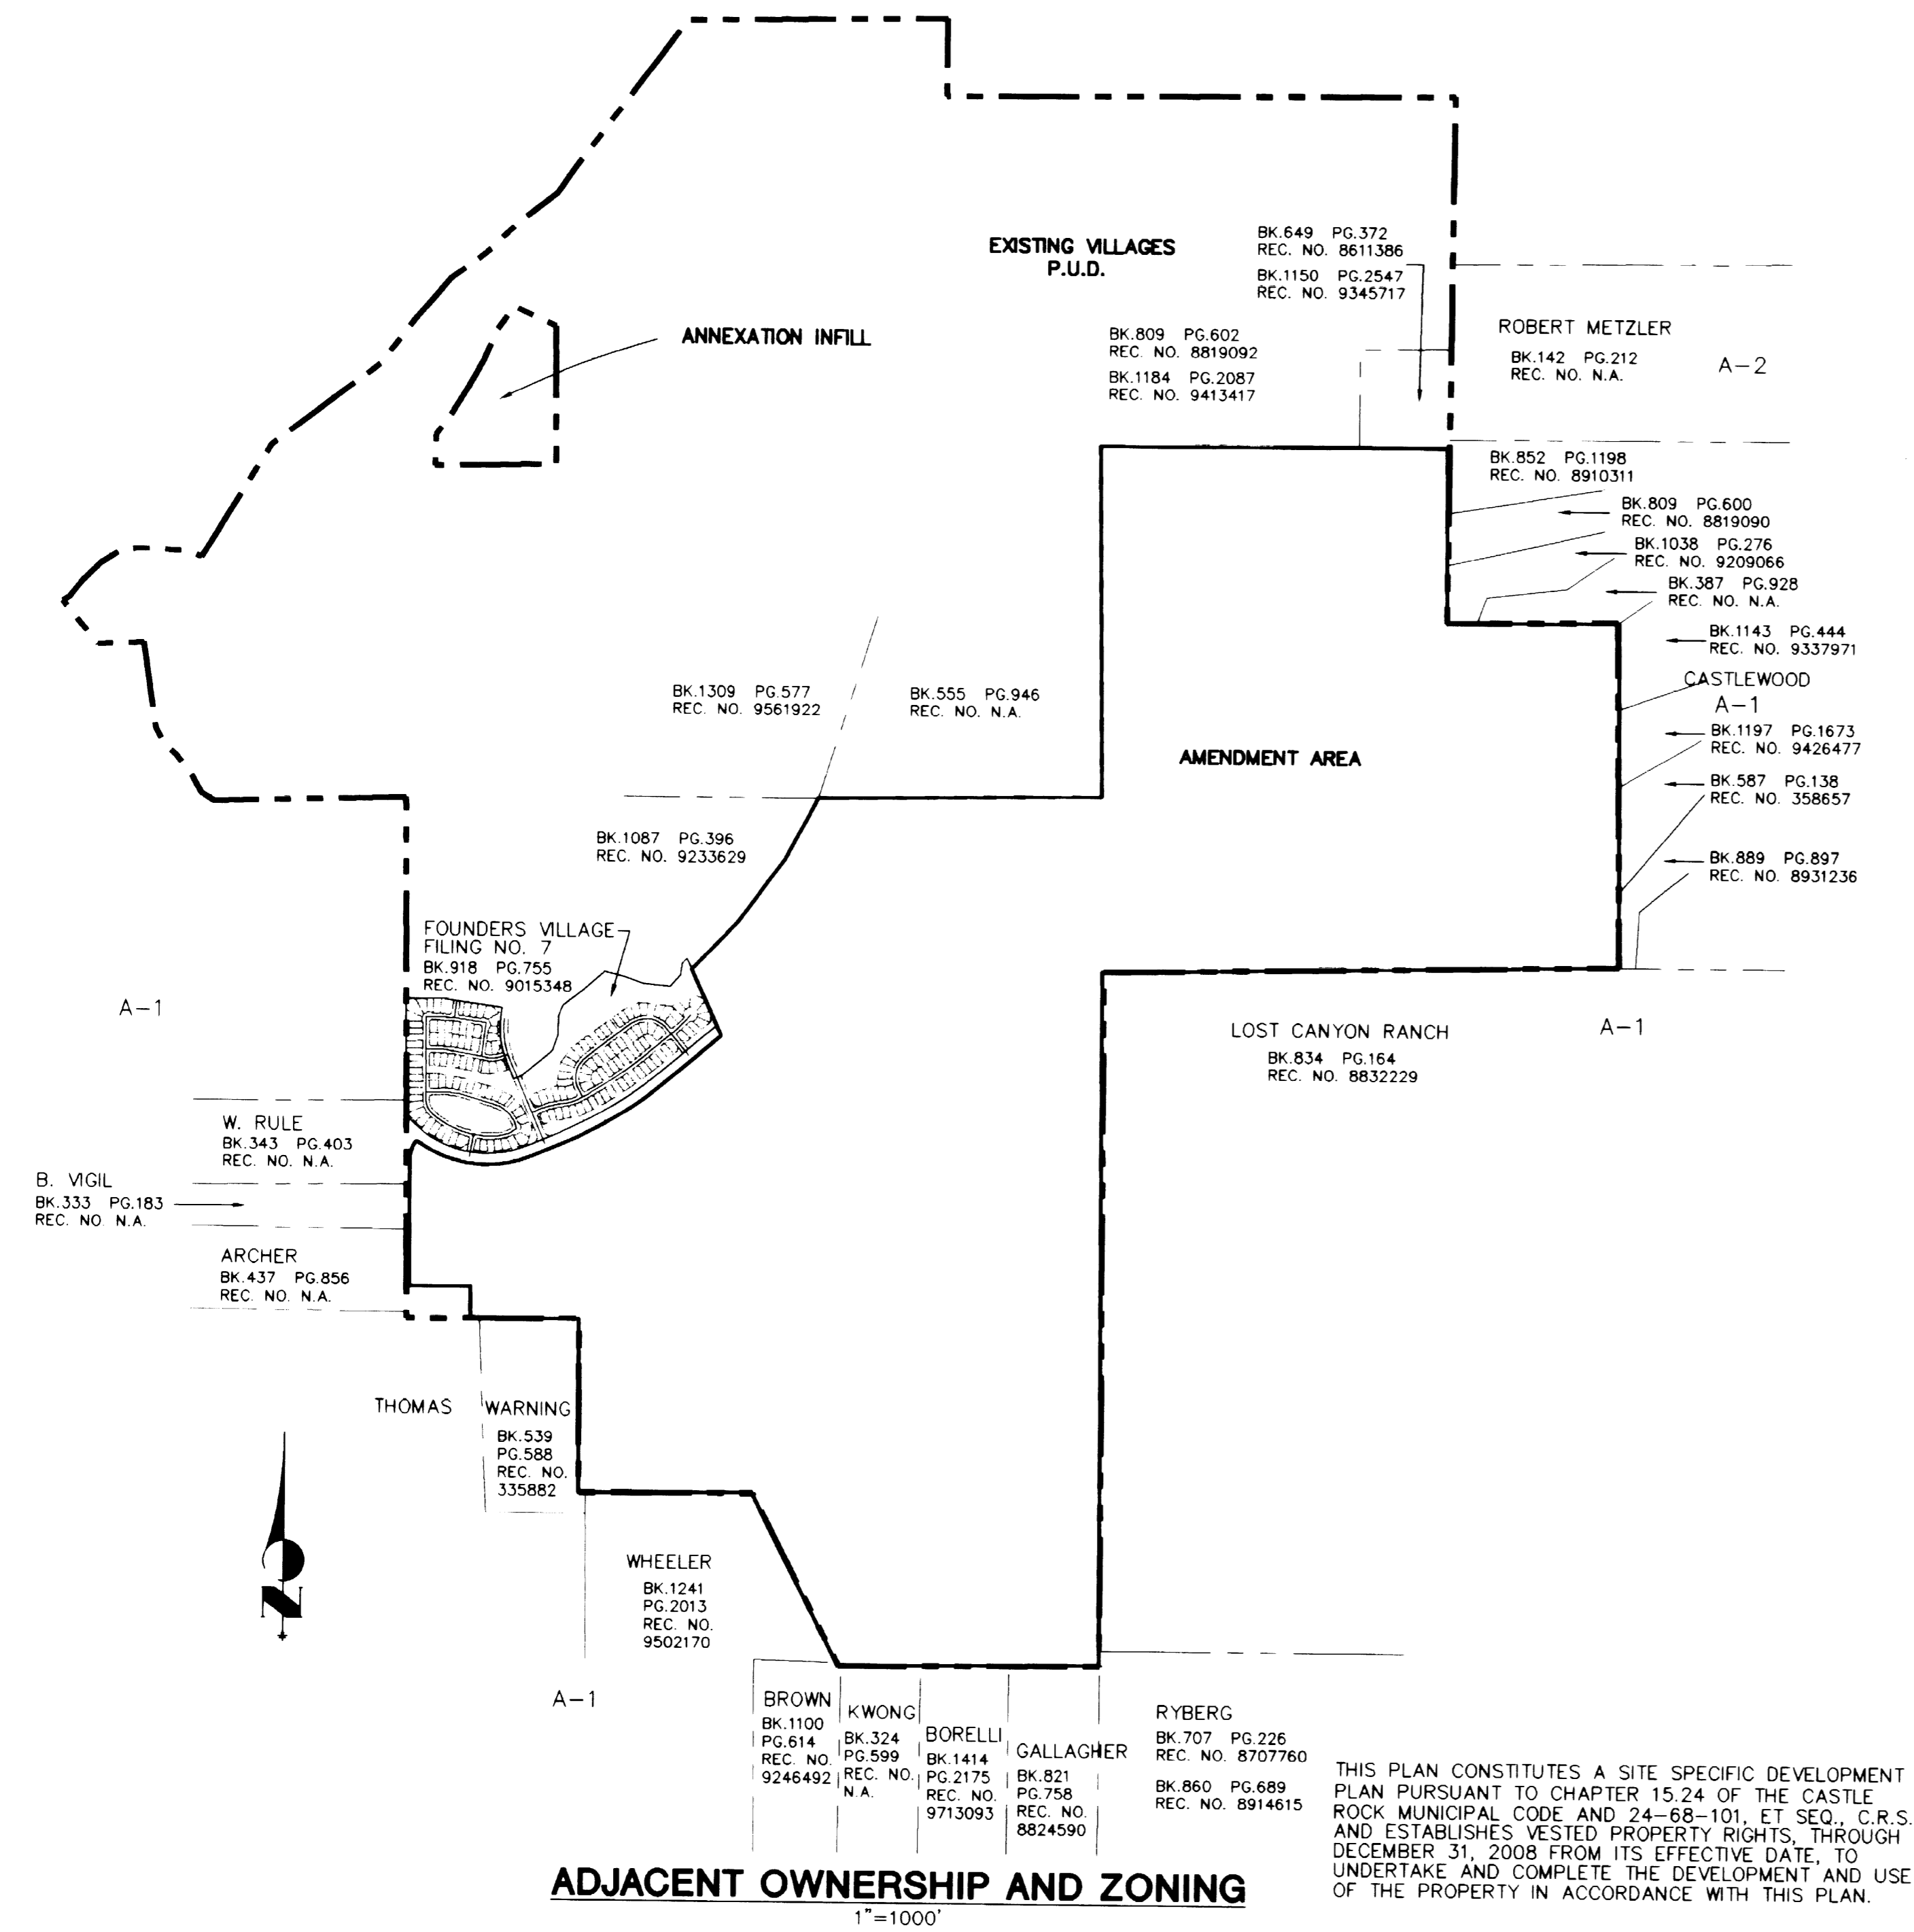 EXISTING VILLAGES
P.U.D.
BK.649 PG.372
REC. NO. 8611386
BK.1150 PG.2547
REC. NO. 9345717
ANNEXATION INFILL
BK.809 PG.602
REC. NO. 8819092
BK.1184 PG.2087
REC. NO. 9413417
ROBERT METZLER
BK.142 PG.212
REC. NO. N.A.
A-2
BK.852 PG.1198
REC. NO. 8910311
BK.809 PG.600
REC. NO. 8819090
BK.1038 PG.276
REC. NO. 9209066
BK.387 PG.928
REC. NO. N.A.
BK.1143 PG.444
REC. NO. 9337971
CASTLEWOOD
A-1
BK.1197 PG.1673
REC. NO. 9426477
BK.587 PG.138
REC. NO. 358657
BK.889 PG.897
REC. NO. 8931236
BK.1309 PG.577
REC. NO. 9561922
BK.555 PG.946
REC. NO. N.A.
AMENDMENT AREA
BK.1087 PG.396
REC. NO. 9233629
FOUNDERS VILLAGE
FILING NO. 7
BK.918 PG.755
REC. NO. 9015348
A-1
LOST CANYON RANCH
BK.834 PG.164
REC. NO. 8832229
A-1
W. RULE
BK.343 PG.403
REC. NO. N.A.
B. VIGIL
BK.333 PG.183
REC. NO. N.A.
ARCHER
BK.437 PG.856
REC. NO. N.A.
THOMAS
WARNING
BK.539
PG.588
REC. NO.
335882
N
WHEELER
BK.1241
PG.2013
REC. NO.
9502170
A-1
BROWN
BK.1100
PG.614
REC. NO.
9246492
KWONG
BK.324
PG.599
REC. NO.
N.A.
BORELLI
BK.1414
PG.2175
REC. NO.
9713093
GALLAGHER
BK.821
PG.758
REC. NO.
8824590
RYBERG
BK.707 PG.226
REC. NO. 8707760
BK.860 PG.689
REC. NO. 8914615
THIS PLAN CONSTITUTES A SITE SPECIFIC DEVELOPMENT
PLAN PURSUANT TO CHAPTER 15.24 OF THE CASTLE
ROCK MUNICIPAL CODE AND 24-68-101, ET SEQ., C.R.S.
AND ESTABLISHES VESTED PROPERTY RIGHTS, THROUGH
DECEMBER 31, 2008 FROM ITS EFFECTIVE DATE, TO
UNDERTAKE AND COMPLETE THE DEVELOPMENT AND USE
OF THE PROPERTY IN ACCORDANCE WITH THIS PLAN.
ADJACENT OWNERSHIP AND ZONING
1"=1000'